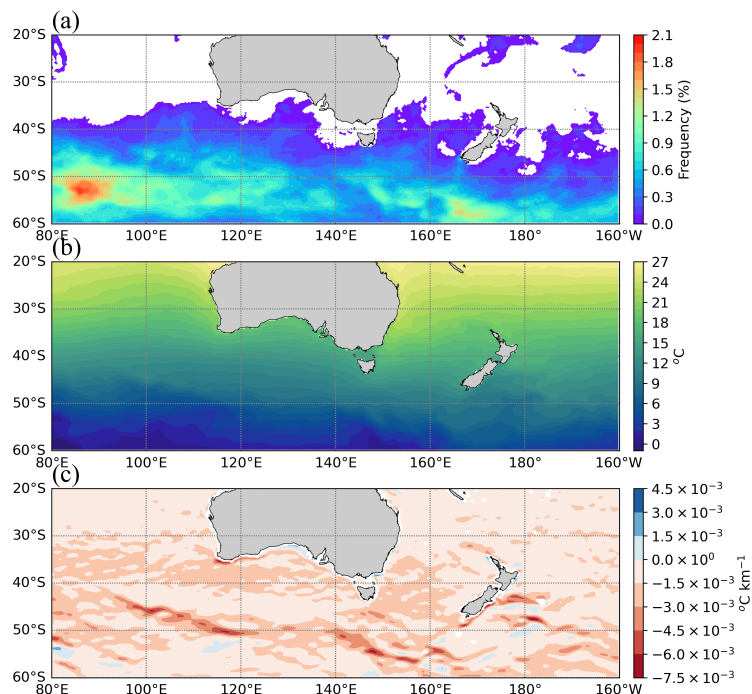 (a)
20°S
30°S
40°S
50°S
60°S
80°E 100°E 120°E 140°E 160°E 180° 160°W
2.1
1.8
1.5
1.2
0.9
0.6
0.3
0.0
Frequency (%)
(b)
20°S
30°S
40°S
50°S
60°S
80°E 100°E 120°E 140°E 160°E 180° 160°W
27
24
21
18
15
12
9
6
3
0
°C
(c)
20°S
30°S
40°S
50°S
60°S
80°E 100°E 120°E 140°E 160°E 180° 160°W
4.5 × 10⁻³
3.0 × 10⁻³
1.5 × 10⁻³
0.0 × 10⁰
−1.5 × 10⁻³
−3.0 × 10⁻³
−4.5 × 10⁻³
−6.0 × 10⁻³
−7.5 × 10⁻³
°C km⁻¹